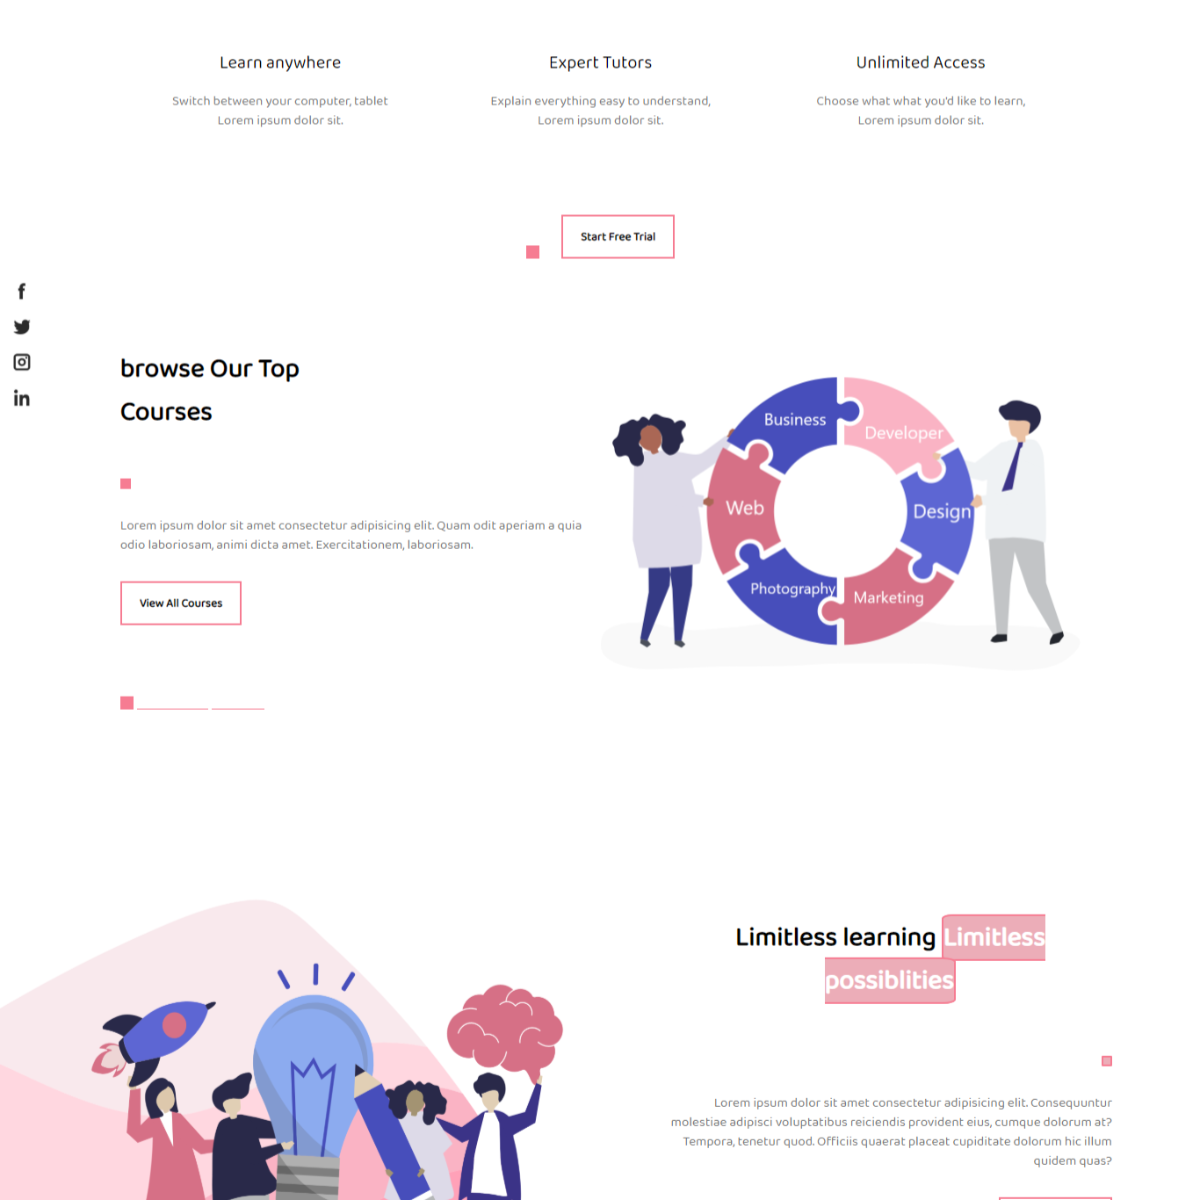 Learn anywhere
Switch between your computer, tablet
Lorem ipsum dolor sit.
Expert Tutors
Explain everything easy to understand,
Lorem ipsum dolor sit.
Unlimited Access
Choose what what you'd like to learn,
Lorem ipsum dolor sit.
Start Free Trial
browse Our Top
Courses
Lorem ipsum dolor sit amet consectetur adipisicing elit. Quam odit aperiam a quia
odio laboriosam, animi dicta amet. Exercitationem, laboriosam.
View All Courses
Business
Developer
Web
Design
Photography
Marketing
Limitless learning Limitless
possiblities
Lorem ipsum dolor sit amet consectetur adipisicing elit. Consequuntur
molestiae adipisci voluptatibus reiciendis provident eius, cumque dolorum at?
Tempora, tenetur quod. Officiis quaerat placeat cupiditate dolorum hic illum
quidem quas?